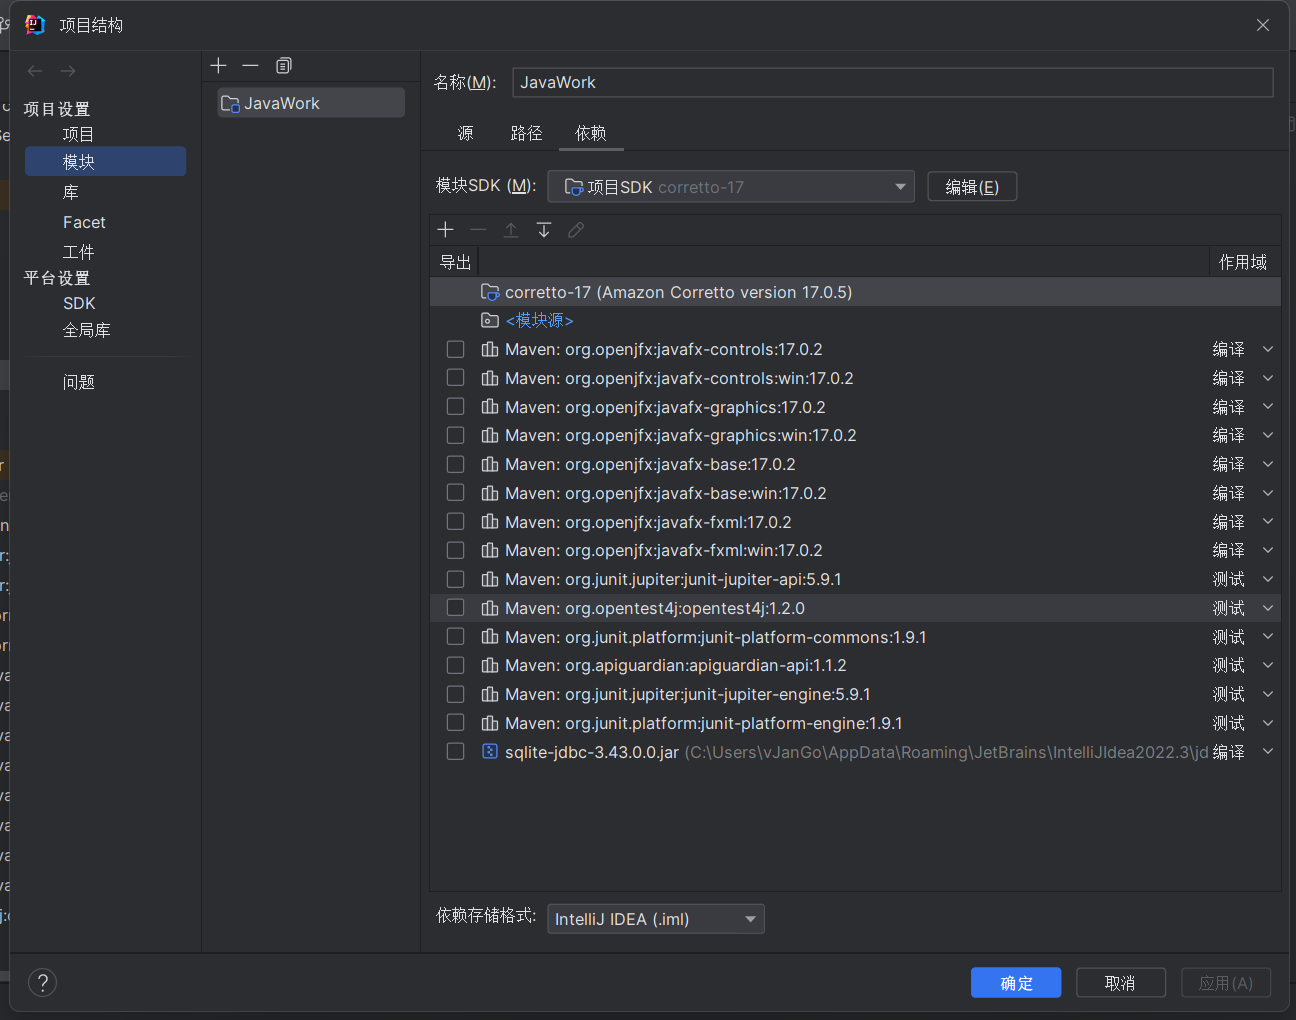 项目结构
项目设置
项目
模块
库
Facet
工件
平台设置
SDK
全局库
问题
JavaWork
名称(M):
JavaWork
源
路径
依赖
模块SDK (M):
项目SDK corretto-17
编辑(E)
导出
作用域
corretto-17 (Amazon Corretto version 17.0.5)
<模块源>
Maven: org.openjfx:javafx-controls:17.0.2 编译
Maven: org.openjfx:javafx-controls:win:17.0.2 编译
Maven: org.openjfx:javafx-graphics:17.0.2 编译
Maven: org.openjfx:javafx-graphics:win:17.0.2 编译
Maven: org.openjfx:javafx-base:17.0.2 编译
Maven: org.openjfx:javafx-base:win:17.0.2 编译
Maven: org.openjfx:javafx-fxml:17.0.2 编译
Maven: org.openjfx:javafx-fxml:win:17.0.2 编译
Maven: org.junit.jupiter:junit-jupiter-api:5.9.1 测试
Maven: org.opentest4j:opentest4j:1.2.0 测试
Maven: org.junit.platform:junit-platform-commons:1.9.1 测试
Maven: org.apiguardian:apiguardian-api:1.1.2 测试
Maven: org.junit.jupiter:junit-jupiter-engine:5.9.1 测试
Maven: org.junit.platform:junit-platform-engine:1.9.1 测试
sqlite-jdbc-3.43.0.0.jar (C:\Users\vJanGo\AppData\Roaming\JetBrains\IntelliJIdea2022.3\jd 编译
依赖存储格式:
IntelliJ IDEA (.iml)
?
确定
取消
应用(A)